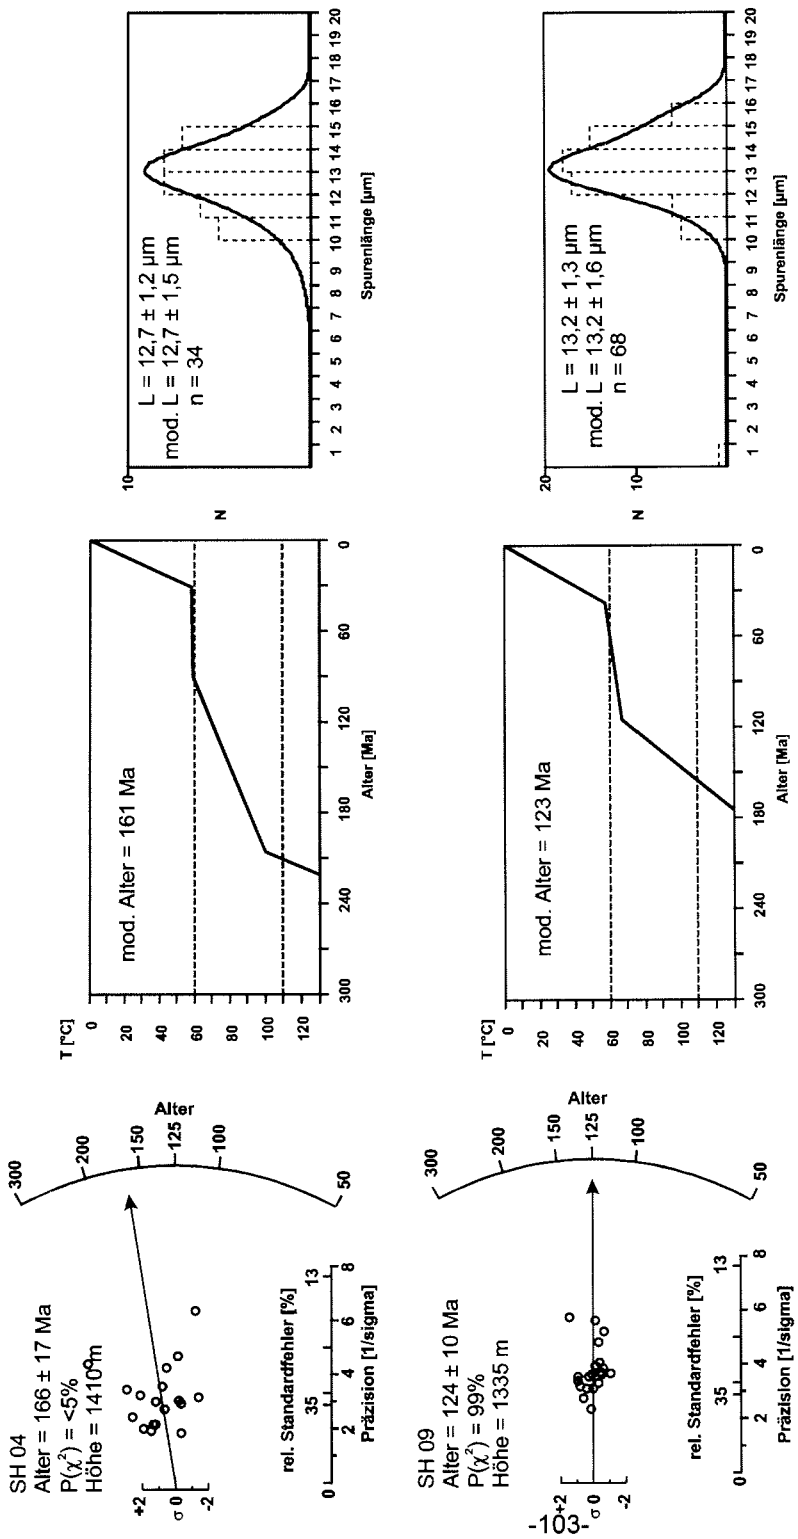 SH 04
Alter = 166 ± 17 Ma
P(χ²) = <5%
Höhe = 1410 m
+2
σ 0
-2
300
200
150
125
100
50
Alter
rel. Standardfehler [%]
35
13
0
2
4
6
8
Präzision [1/sigma]
T [°C]
0
20
40
60
80
100
120
mod. Alter = 161 Ma
300
240
180
120
60
0
Alter [Ma]
10
N
L = 12,7 ± 1,2 µm
mod. L = 12,7 ± 1,5 µm
n = 34
1 2 3 4 5 6 7 8 9 10 11 12 13 14 15 16 17 18 19 20
Spurenlänge [µm]
SH 09
Alter = 124 ± 10 Ma
P(χ²) = 99%
Höhe = 1335 m
+2
σ 0
-2
300
200
150
125
100
50
Alter
rel. Standardfehler [%]
35
13
0
2
4
6
8
Präzision [1/sigma]
T [°C]
0
20
40
60
80
100
120
mod. Alter = 123 Ma
300
240
180
120
60
0
Alter [Ma]
20
10
N
L = 13,2 ± 1,3 µm
mod. L = 13,2 ± 1,6 µm
n = 68
1 2 3 4 5 6 7 8 9 10 11 12 13 14 15 16 17 18 19 20
Spurenlänge [µm]
-103-